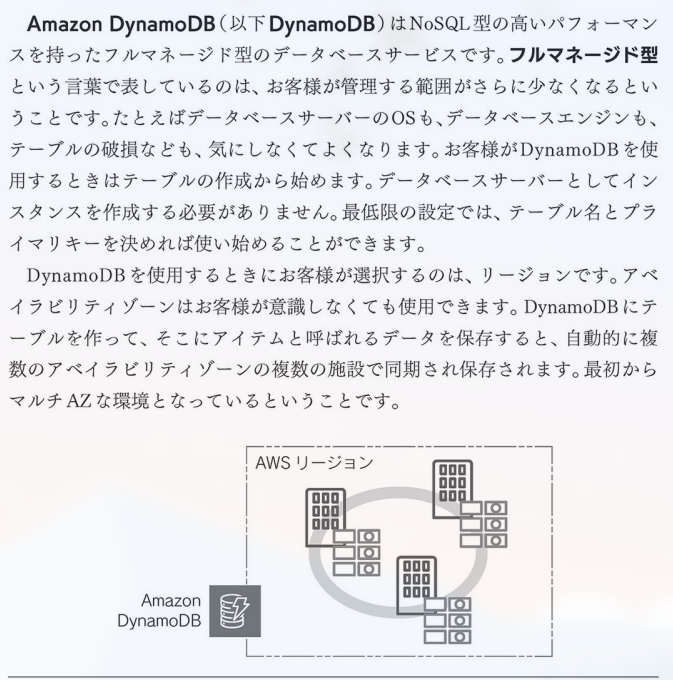 Amazon DynamoDB（以下DynamoDB）はNoSQL型の高いパフォーマン
スを持ったフルマネージド型のデータベースサービスです。フルマネージド型
という言葉で表しているのは、お客様が管理する範囲がさらに少なくなるとい
うことです。たとえばデータベースサーバーのOSも、データベースエンジンも、
テーブルの破損なども、気にしなくてよくなります。お客様がDynamoDBを使
用するときはテーブルの作成から始めます。データベースサーバーとしてイン
スタンスを作成する必要がありません。最低限の設定では、テーブル名とプラ
イマリキーを決めれば使い始めることができます。
DynamoDBを使用するときにお客様が選択するのは、リージョンです。アベ
イラビリティゾーンはお客様が意識しなくても使用できます。DynamoDBにテ
ーブルを作って、そこにアイテムと呼ばれるデータを保存すると、自動的に複
数のアベイラビリティゾーンの複数の施設で同期され保存されます。最初から
マルチAZな環境となっているということです。
AWS リージョン
Amazon
DynamoDB